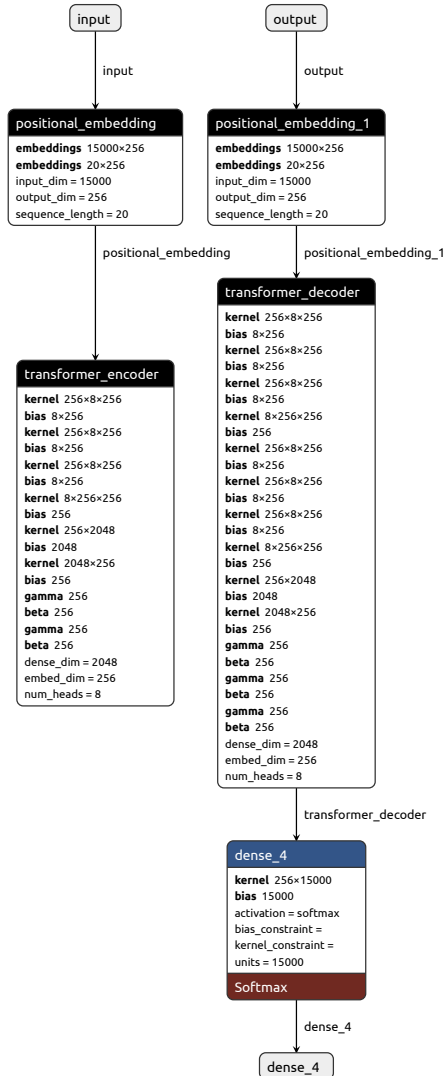 input
input
positional_embedding
embeddings 15000×256
embeddings 20×256
input_dim = 15000
output_dim = 256
sequence_length = 20
positional_embedding
transformer_encoder
kernel 256×8×256
bias 8×256
kernel 256×8×256
bias 8×256
kernel 256×8×256
bias 8×256
kernel 8×256×256
bias 256
kernel 256×2048
bias 2048
kernel 2048×256
bias 256
gamma 256
beta 256
gamma 256
beta 256
dense_dim = 2048
embed_dim = 256
num_heads = 8
output
output
positional_embedding_1
embeddings 15000×256
embeddings 20×256
input_dim = 15000
output_dim = 256
sequence_length = 20
positional_embedding_1
transformer_decoder
kernel 256×8×256
bias 8×256
kernel 256×8×256
bias 8×256
kernel 256×8×256
bias 8×256
kernel 8×256×256
bias 256
kernel 256×8×256
bias 8×256
kernel 256×8×256
bias 8×256
kernel 256×8×256
bias 8×256
kernel 8×256×256
bias 256
kernel 256×2048
bias 2048
kernel 2048×256
bias 256
gamma 256
beta 256
gamma 256
beta 256
gamma 256
beta 256
dense_dim = 2048
embed_dim = 256
num_heads = 8
transformer_decoder
dense_4
kernel 256×15000
bias 15000
activation = softmax
bias_constraint =
kernel_constraint =
units = 15000
Softmax
dense_4
dense_4